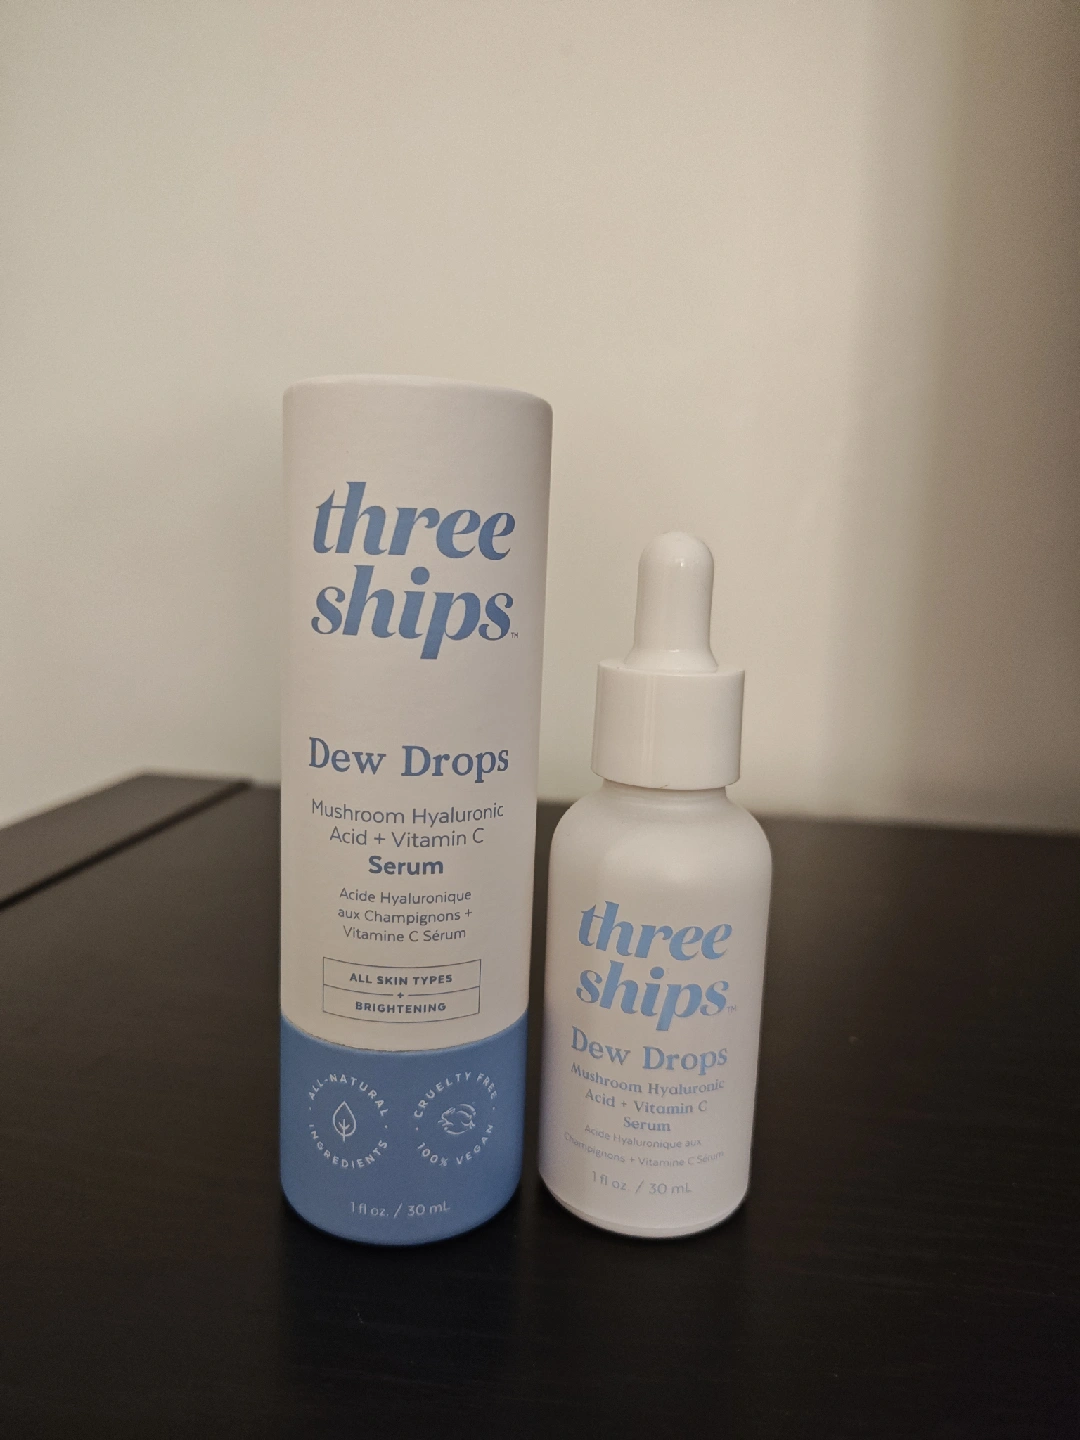 three
ships™
Dew Drops
Mushroom Hyaluronic
Acid + Vitamin C
Serum
Acide Hyaluronique
aux Champignons +
Vitamine C Sérum
ALL SKIN TYPES
+
BRIGHTENING
ALL-NATURAL
INGREDIENTS
CRUELTY FREE
100% VEGAN
1 fl oz. / 30 mL
three
ships™
Dew Drops
Mushroom Hyaluronic
Acid + Vitamin C
Serum
Acide Hyaluronique aux
Champignons + Vitamine C Sérum
1 fl oz. / 30 mL